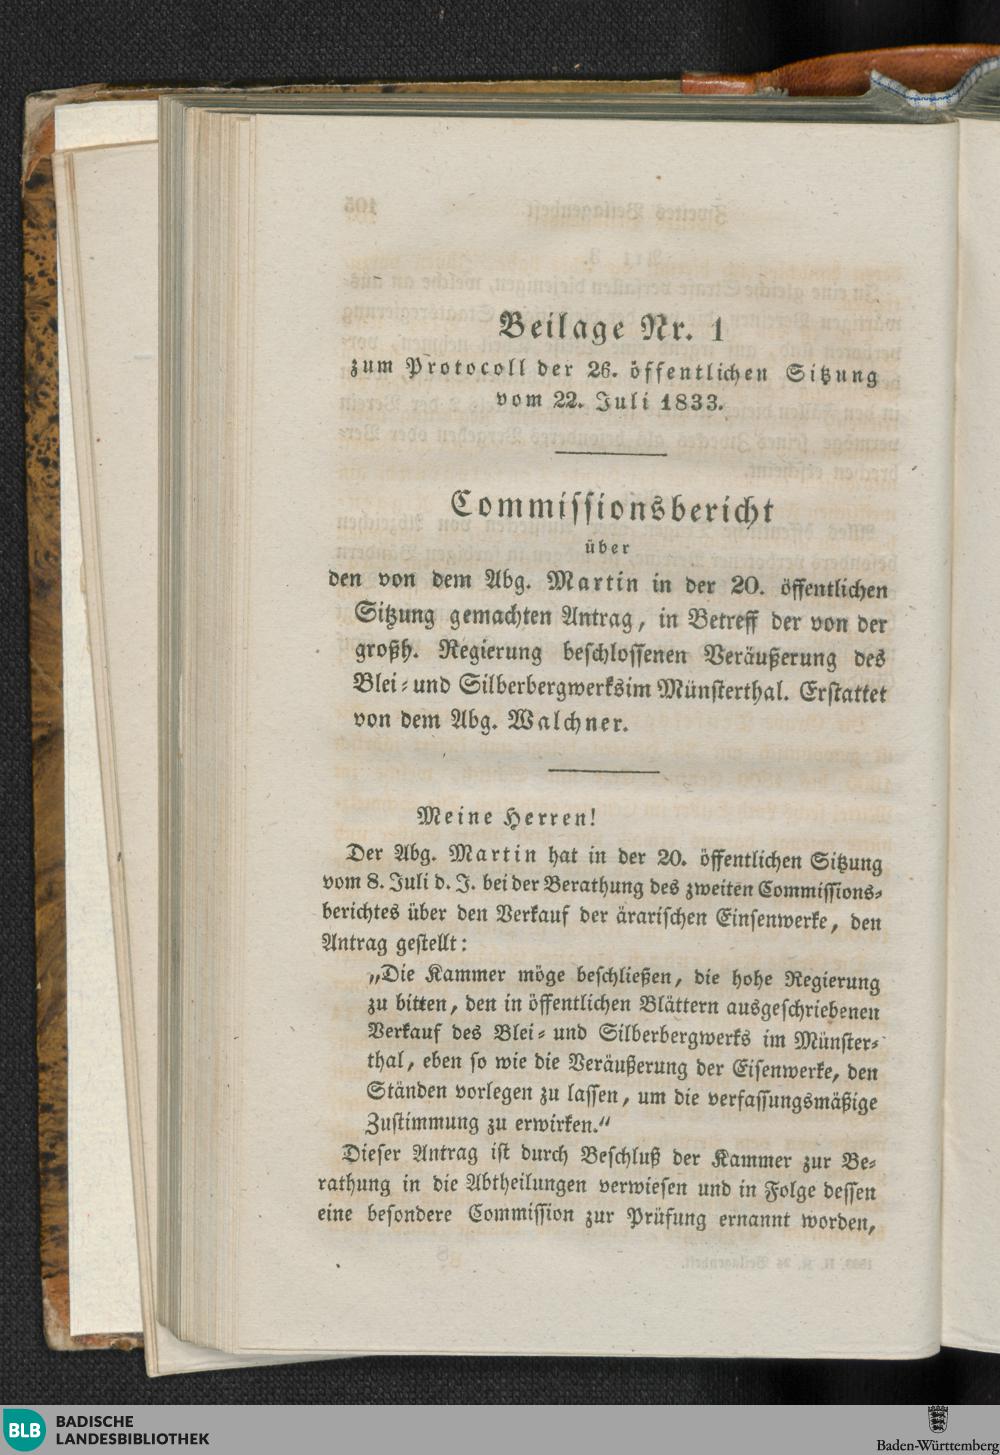 Beilage Nr. 1
zum Protocoll der 26. öffentlichen Sitzung
vom 22. Juli 1833.
Commissionsbericht
über
den von dem Abg. Martin in der 20. öffentlichen
Sitzung gemachten Antrag, in Betreff der von der
großh. Regierung beschlossenen Veräußerung des
Blei- und Silberbergwerks im Münsterthal. Erstattet
von dem Abg. Walchner.
Meine Herren!
Der Abg. Martin hat in der 20. öffentlichen Sitzung
vom 8. Juli d. J. bei der Berathung des zweiten Commissions-
berichtes über den Verkauf der ärarischen Einsenwerke, den
Antrag gestellt:
„Die Kammer möge beschließen, die hohe Regierung
zu bitten, den in öffentlichen Blättern ausgeschriebenen
Verkauf des Blei- und Silberbergwerks im Münster-
thal, eben so wie die Veräußerung der Eisenwerke, den
Ständen vorlegen zu lassen, um die verfassungsmäßige
Zustimmung zu erwirken.“
Dieser Antrag ist durch Beschluß der Kammer zur Be-
rathung in die Abtheilungen verwiesen und in Folge dessen
eine besondere Commission zur Prüfung ernannt worden,
BLB BADISCHE
LANDESBIBLIOTHEK
Baden-Württemberg